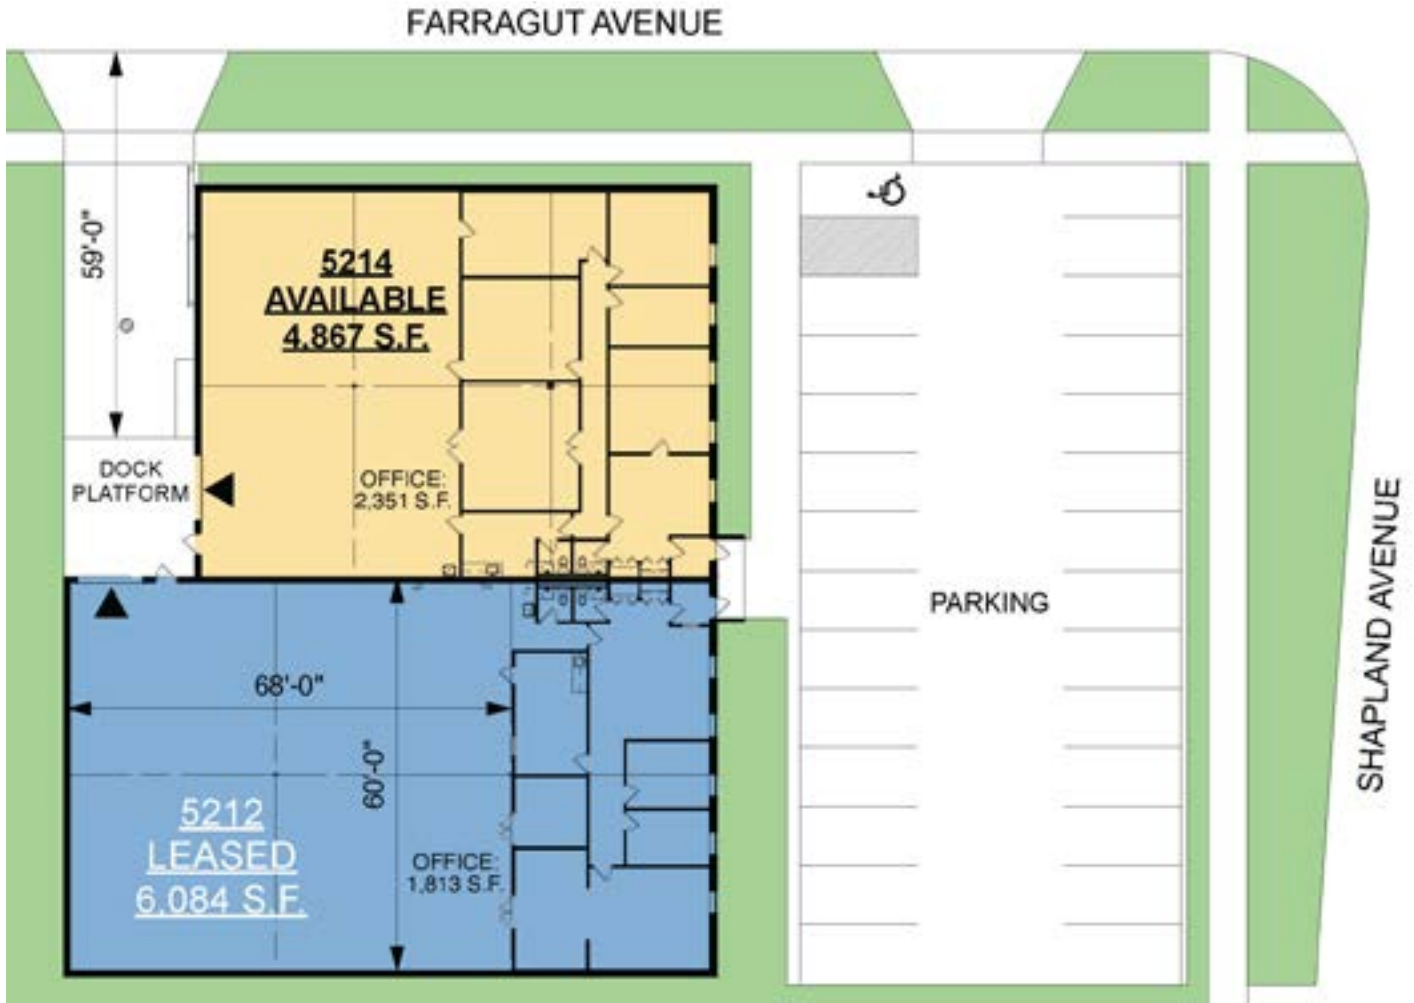 FARRAGUT AVENUE
59'-0"
5214
AVAILABLE
4,867 S.F.
DOCK
PLATFORM
OFFICE:
2,351 S.F.
PARKING
SHAPLAND AVENUE
68'-0"
60'-0"
5212
LEASED
6,084 S.F.
OFFICE:
1,813 S.F.